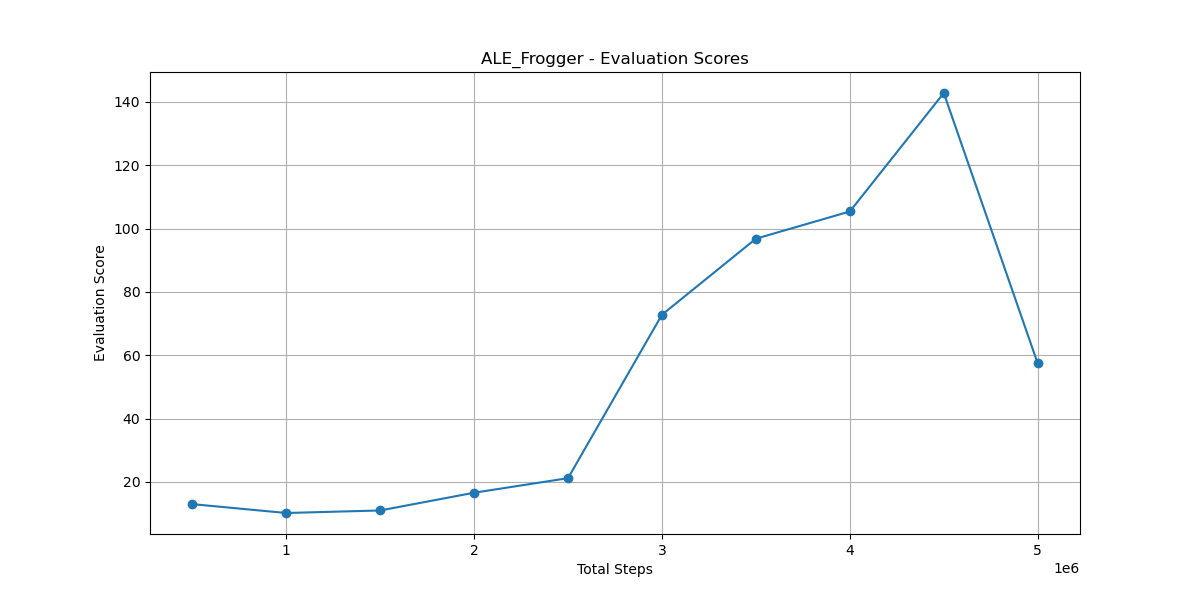 ALE_Frogger - Evaluation Scores
Evaluation Score
140
120
100
80
60
40
20
1 2 3 4 5
1e6
Total Steps